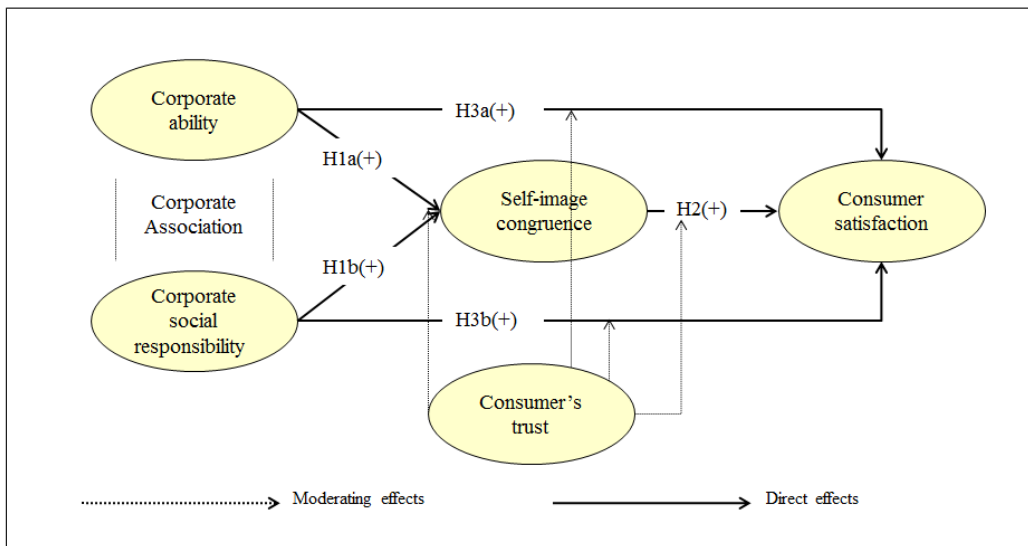 Corporate
ability
H3a(+)
H1a(+)
Corporate
Association
Self-image
congruence
H2(+)
Consumer
satisfaction
H1b(+)
Corporate
social
responsibility
H3b(+)
Consumer’s
trust
Moderating effects
Direct effects